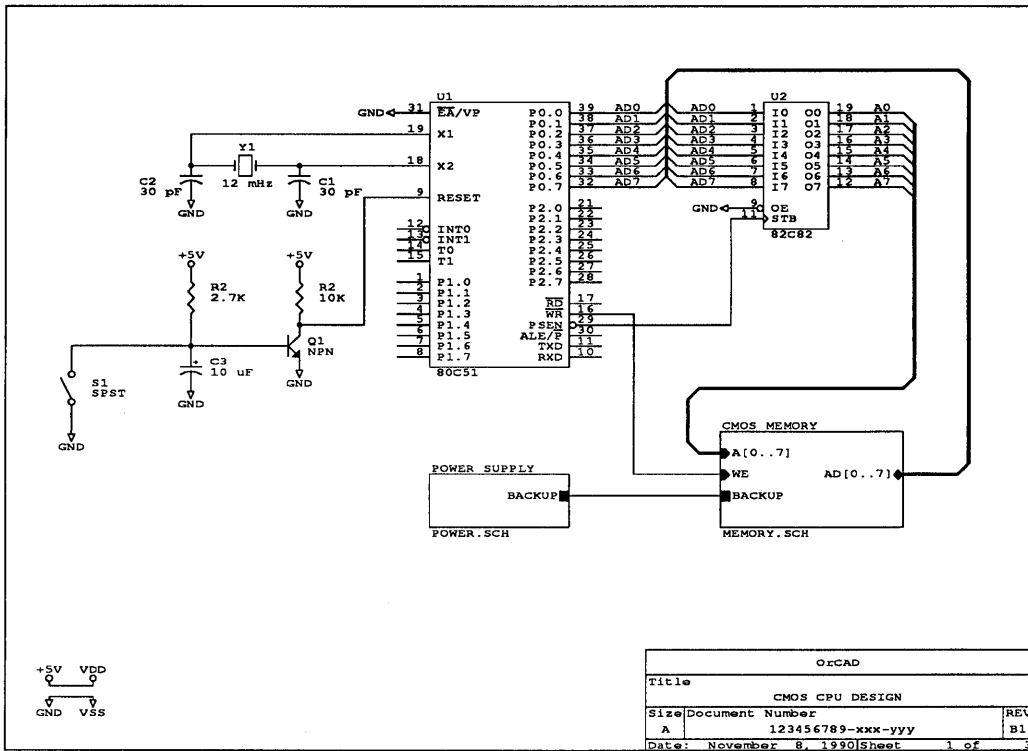 U1
U2
GND
31
EA/VP
19
X1
18
X2
9
RESET
12
INT0
13
INT1
14
T0
15
T1
1
P1.0
2
P1.1
3
P1.2
4
P1.3
5
P1.4
6
P1.5
7
P1.6
8
P1.7
P0.0
39
AD0
AD0
1
I0
O0
19
A0
P0.1
38
AD1
AD1
2
I1
O1
18
A1
P0.2
37
AD2
AD2
3
I2
O2
17
A2
P0.3
36
AD3
AD3
4
I3
O3
16
A3
P0.4
35
AD4
AD4
5
I4
O4
15
A4
P0.5
34
AD5
AD5
6
I5
O5
14
A5
P0.6
33
AD6
AD6
7
I6
O6
13
A6
P0.7
32
AD7
AD7
8
I7
O7
12
A7
P2.0
21
P2.1
22
P2.2
23
P2.3
24
P2.4
25
P2.5
26
P2.6
27
P2.7
28
RD
17
WR
16
PSEN
29
ALE/P
30
TXD
11
RXD
10
80C51
GND
9
OE
11
STB
82C82
Y1
12 mHz
C2
30 pF
GND
C1
30 pF
GND
+5V
+5V
R2
2.7K
R2
10K
Q1
NPN
GND
C3
+
10 uF
GND
S1
SPST
GND
CMOS MEMORY
A[0..7]
WE
AD[0..7]
BACKUP
MEMORY.SCH
POWER SUPPLY
BACKUP
POWER.SCH
+5V VDD
GND VSS
OrCAD
Title
CMOS CPU DESIGN
Size Document Number REV
A 123456789-xxx-yyy B1
Date: November 8, 1990 Sheet 1 of